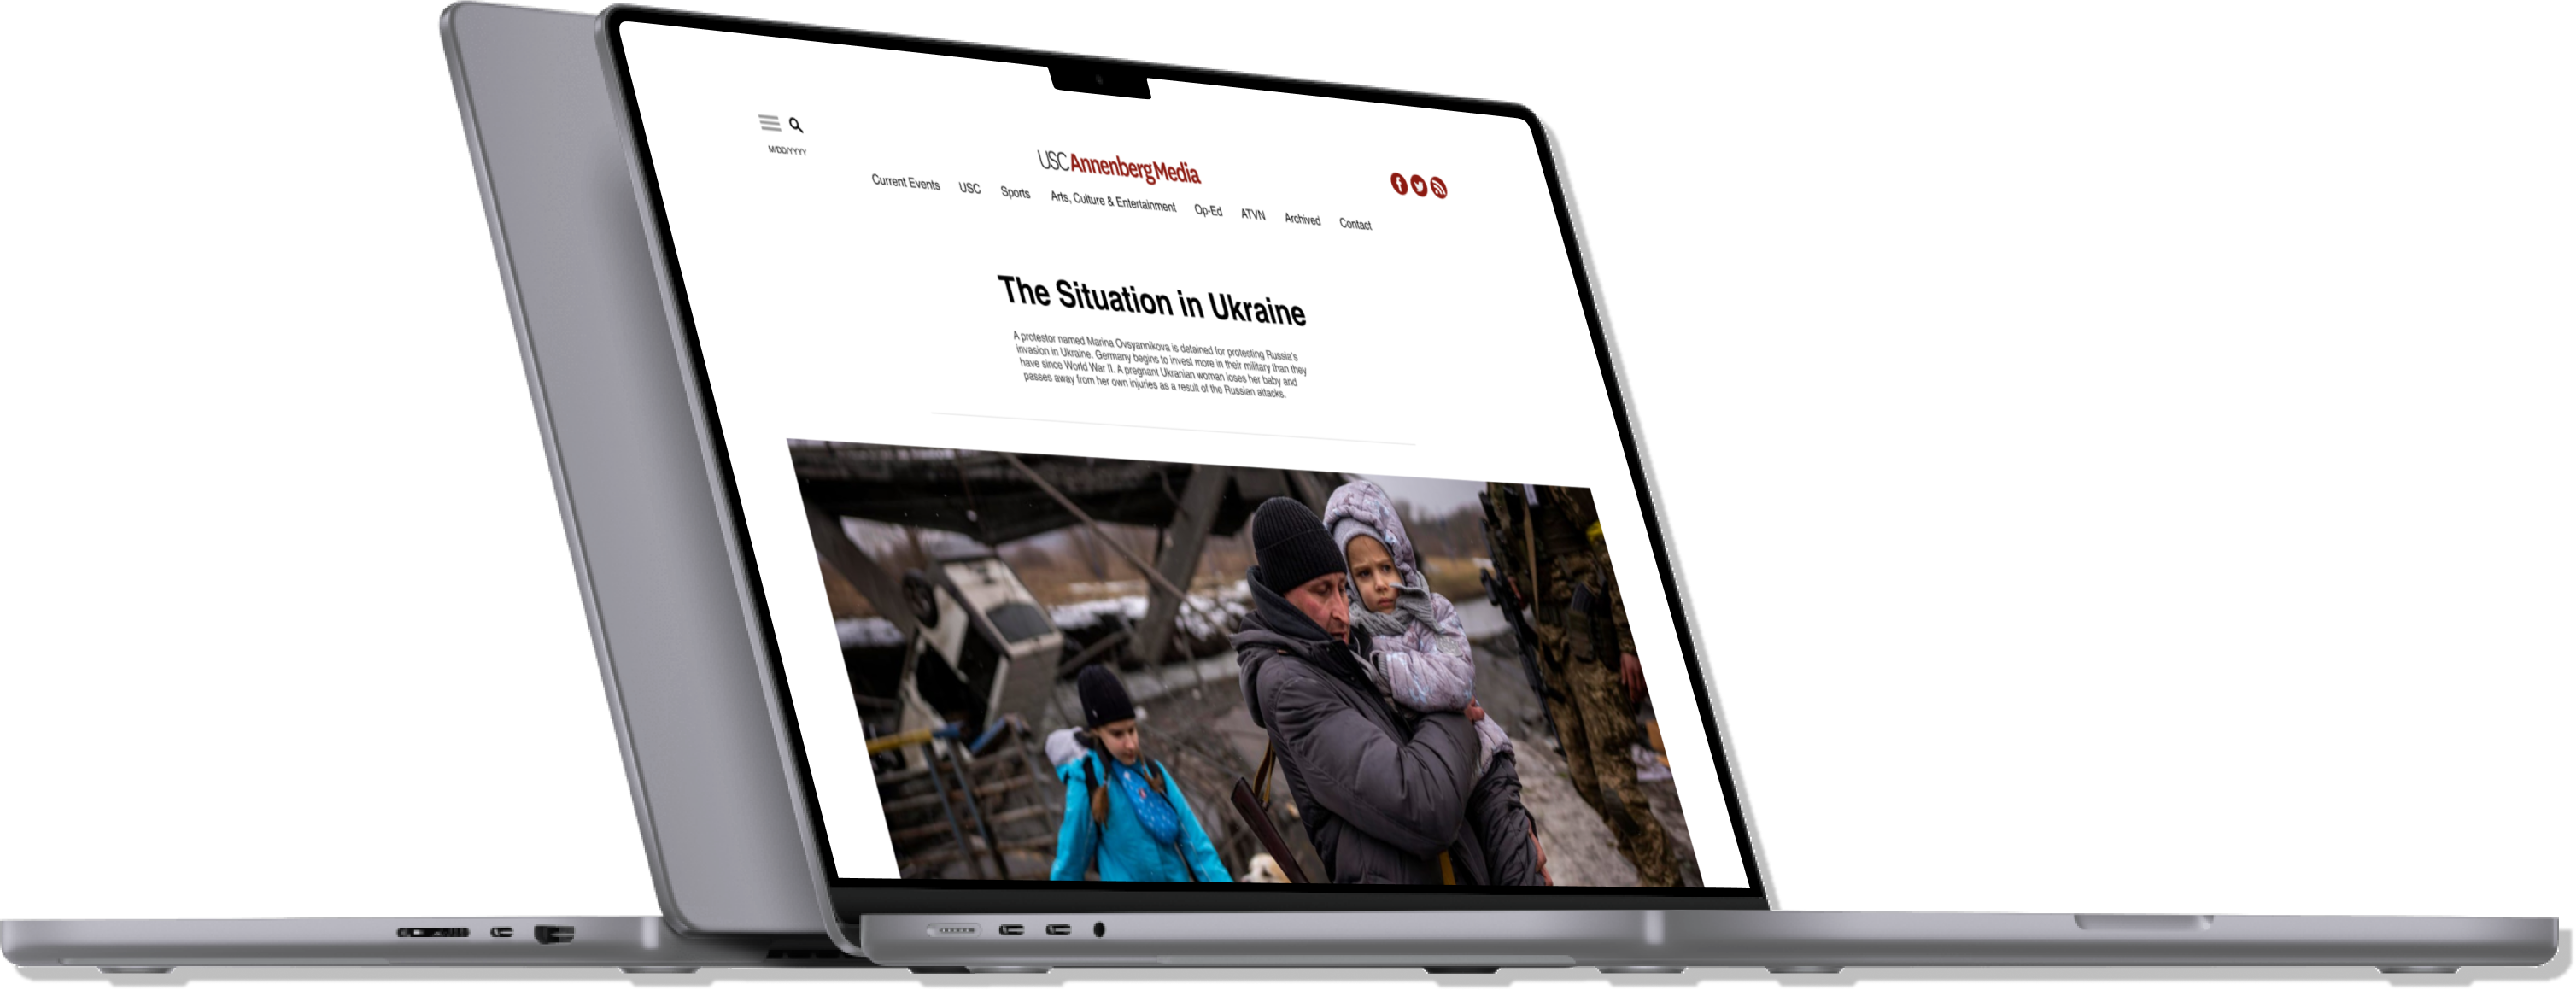 M/DD/YYYY
USC Annenberg Media
Current Events USC Sports Arts, Culture & Entertainment Op-Ed ATVN Archived Contact
The Situation in Ukraine
A protestor named Marina Ovsyannikova is detained for protesting Russia's
invasion in Ukraine. Germany begins to invest more in their military than they
have since World War II. A pregnant Ukranian woman loses her baby and
passes away from her own injuries as a result of the Russian attacks.